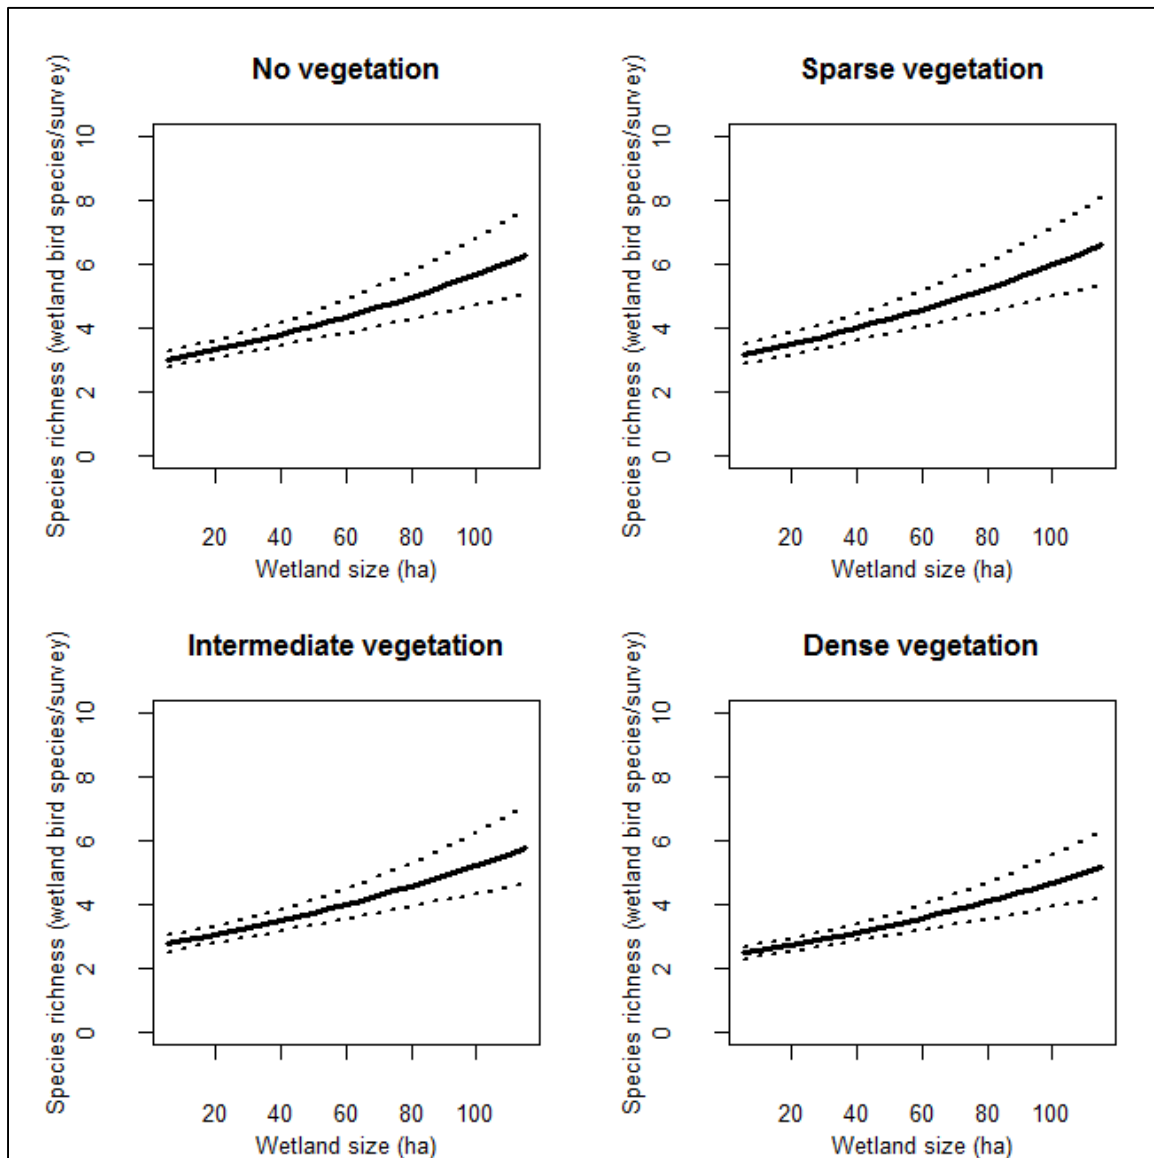 No vegetation
Species richness (wetland bird species/survey)
10
8
6
4
2
0
20 40 60 80 100
Wetland size (ha)
Sparse vegetation
Species richness (wetland bird species/survey)
10
8
6
4
2
0
20 40 60 80 100
Wetland size (ha)
Intermediate vegetation
Species richness (wetland bird species/survey)
10
8
6
4
2
0
20 40 60 80 100
Wetland size (ha)
Dense vegetation
Species richness (wetland bird species/survey)
10
8
6
4
2
0
20 40 60 80 100
Wetland size (ha)